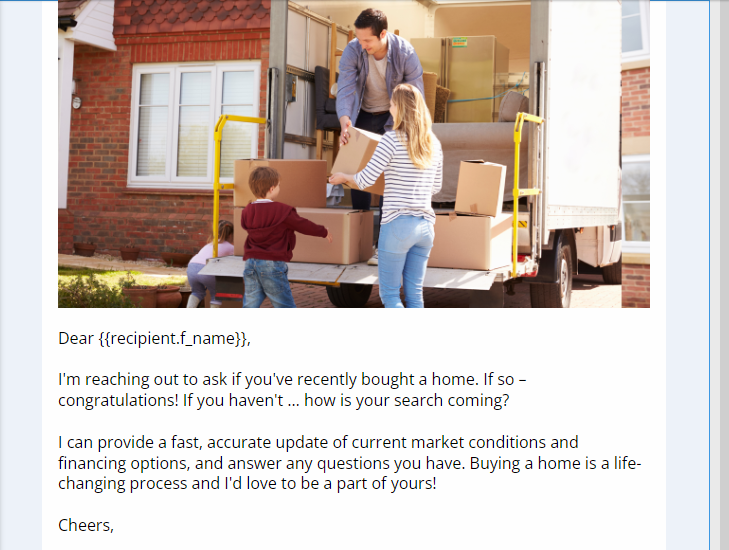 Dear {{recipient.f_name}},
I'm reaching out to ask if you've recently bought a home. If so –
congratulations! If you haven't ... how is your search coming?
I can provide a fast, accurate update of current market conditions and
financing options, and answer any questions you have. Buying a home is a life-
changing process and I'd love to be a part of yours!
Cheers,